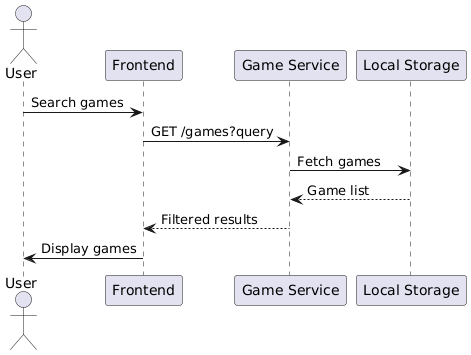 User
Frontend
Game Service
Local Storage
Search games
GET /games?query
Fetch games
Game list
Filtered results
Display games
User
Frontend
Game Service
Local Storage